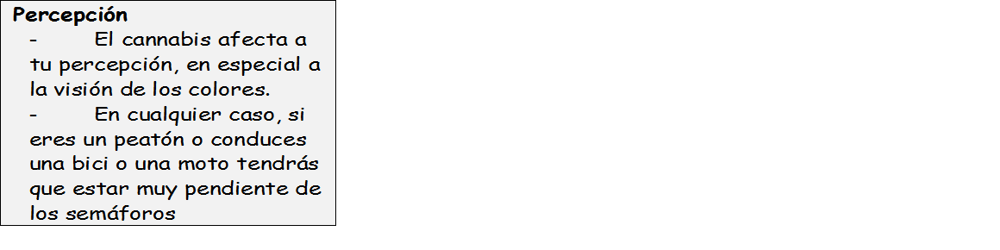 Percepción
- El cannabis afecta a
tu percepción, en especial a
la visión de los colores.
- En cualquier caso, si
eres un peatón o conduces
una bici o una moto tendrás
que estar muy pendiente de
los semáforos